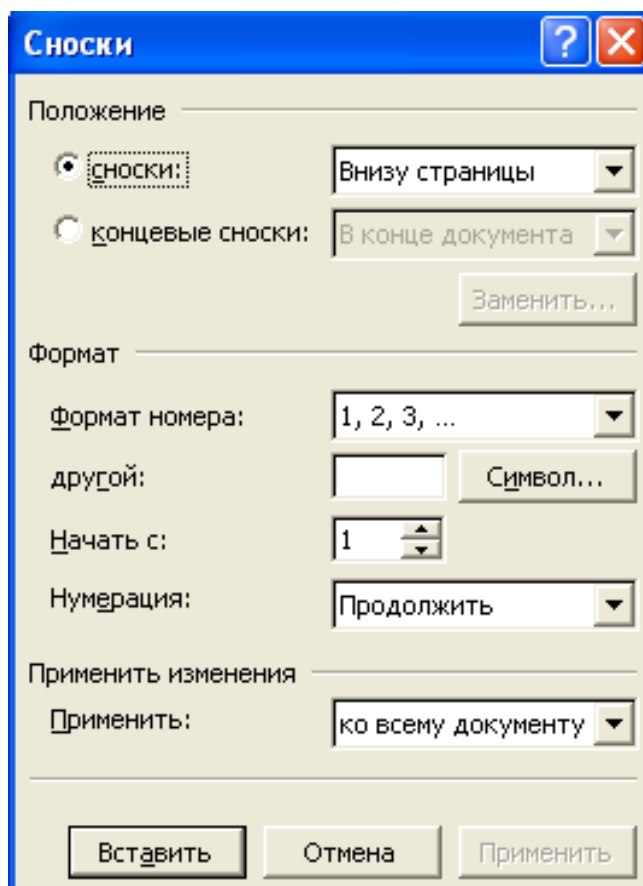 Сноски
Положение
сноски: Внизу страницы
концевые сноски: В конце документа
Заменить...
Формат
Формат номера: 1, 2, 3, ...
другой: Символ...
Начать с: 1
Нумерация: Продолжить
Применить изменения
Применить: ко всему документу
Вставить Отмена Применить